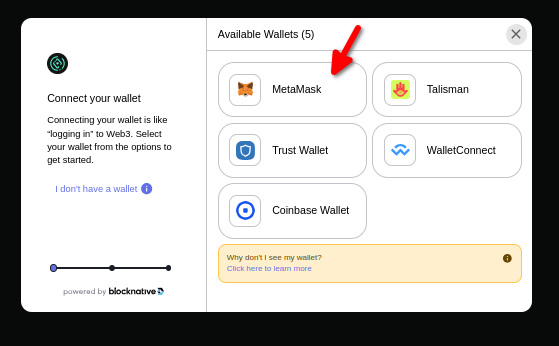 Available Wallets (5)
Connect your wallet
Connecting your wallet is like
“logging in” to Web3. Select
your wallet from the options to
get started.
I don't have a wallet
powered by blocknative
MetaMask
Talisman
Trust Wallet
WalletConnect
Coinbase Wallet
Why don't I see my wallet?
Click here to learn more